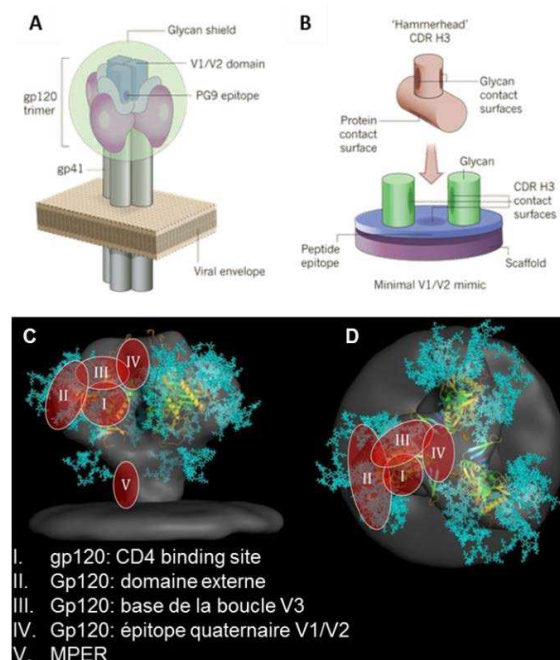 A
Glycan shield
V1/V2 domain
PG9 epitope
gp120
trimer
gp41
Viral envelope
B
'Hammerhead'
CDR H3
Glycan
contact
surfaces
Protein
contact
surface
Glycan
CDR H3
contact
surfaces
Peptide
epitope
Scaffold
Minimal V1/V2 mimic
C
III
IV
II
I
V
D
III
IV
II
I
I. gp120: CD4 binding site
II. Gp120: domaine externe
III. Gp120: base de la boucle V3
IV. Gp120: épitope quaternaire V1/V2
V. MPER